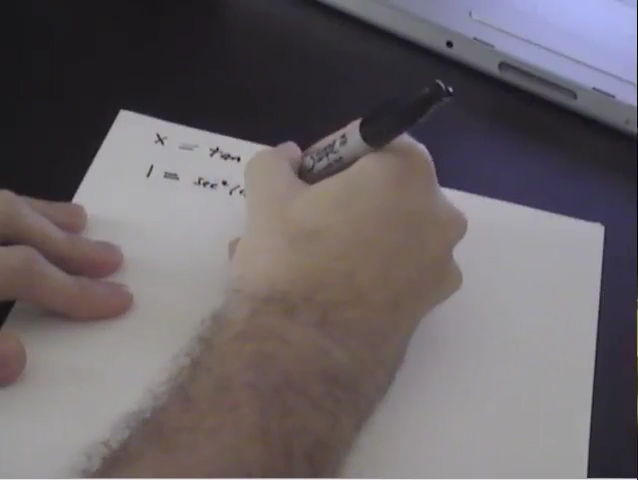 x = tan
1 = sec²(